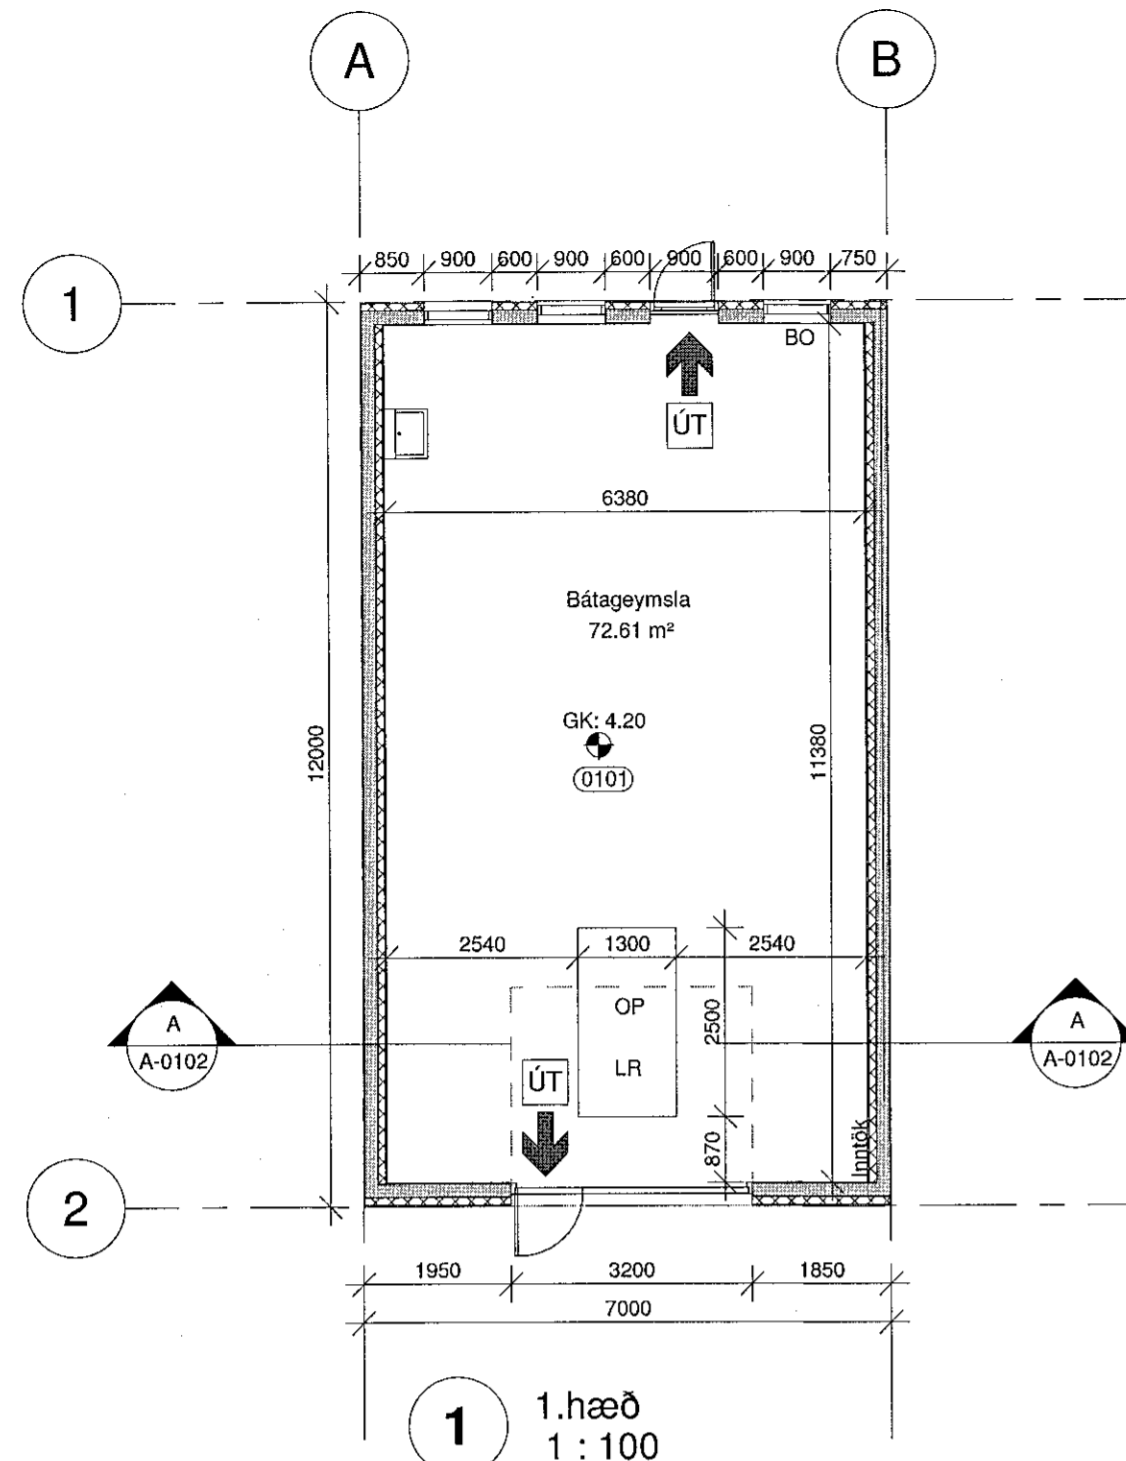 A
B
1
850 900 600 900 600 900 600 900 750
BO
ÚT
6380
Bátageymsla
72.61 m²
GK: 4.20
0101
12000
11380
2540 1300 2540
OP
LR
2500
870
A
A-0102
A
A-0102
ÚT
Inntök
2
1950 3200 1850
7000
1
1.hæð
1 : 100